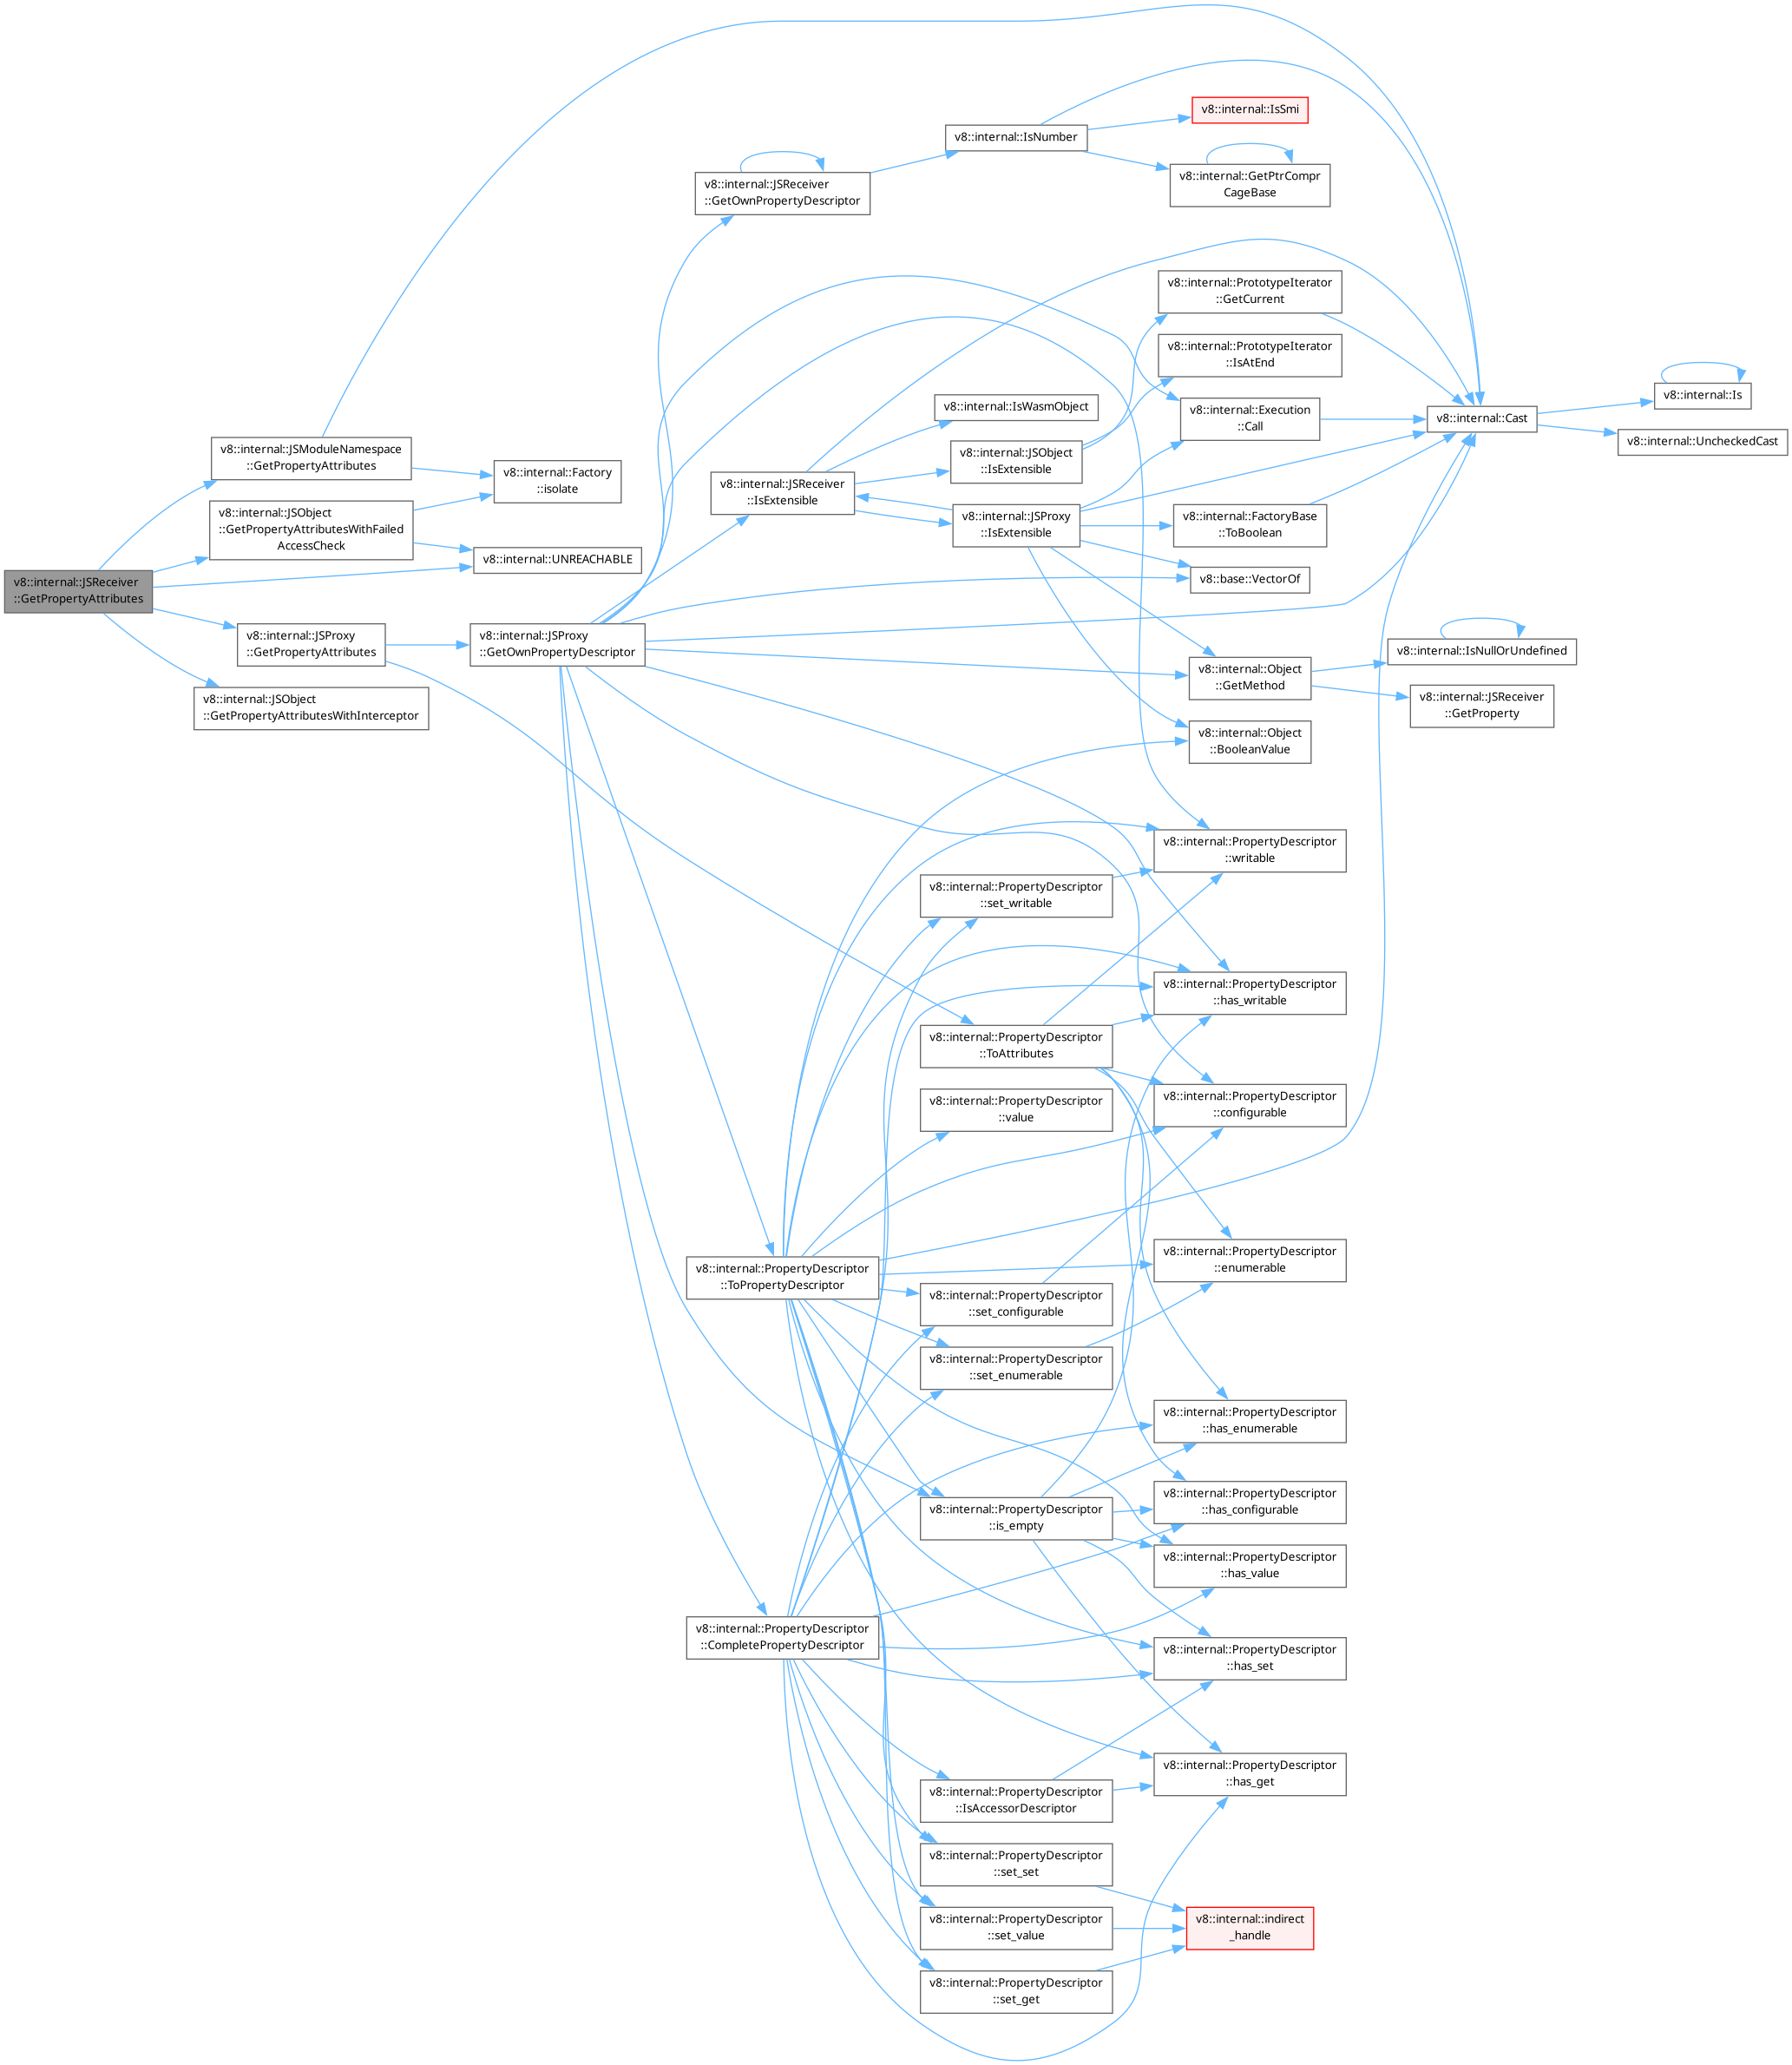 v8::internal::JSReceiver
::GetPropertyAttributes
v8::internal::JSModuleNamespace
::GetPropertyAttributes
v8::internal::JSObject
::GetPropertyAttributesWithFailed
AccessCheck
v8::internal::JSProxy
::GetPropertyAttributes
v8::internal::JSObject
::GetPropertyAttributesWithInterceptor
v8::internal::Factory
::isolate
v8::internal::UNREACHABLE
v8::internal::JSProxy
::GetOwnPropertyDescriptor
v8::internal::JSReceiver
::GetOwnPropertyDescriptor
v8::internal::JSReceiver
::IsExtensible
v8::internal::PropertyDescriptor
::ToPropertyDescriptor
v8::internal::PropertyDescriptor
::CompletePropertyDescriptor
v8::internal::IsNumber
v8::internal::IsWasmObject
v8::internal::JSObject
::IsExtensible
v8::internal::JSProxy
::IsExtensible
v8::internal::PropertyDescriptor
::set_writable
v8::internal::PropertyDescriptor
::ToAttributes
v8::internal::PropertyDescriptor
::value
v8::internal::PropertyDescriptor
::set_configurable
v8::internal::PropertyDescriptor
::set_enumerable
v8::internal::PropertyDescriptor
::is_empty
v8::internal::PropertyDescriptor
::IsAccessorDescriptor
v8::internal::PropertyDescriptor
::set_set
v8::internal::PropertyDescriptor
::set_value
v8::internal::PropertyDescriptor
::set_get
v8::internal::IsSmi
v8::internal::GetPtrCompr
CageBase
v8::internal::PrototypeIterator
::GetCurrent
v8::internal::PrototypeIterator
::IsAtEnd
v8::internal::Execution
::Call
v8::internal::FactoryBase
::ToBoolean
v8::base::VectorOf
v8::internal::Object
::GetMethod
v8::internal::Object
::BooleanValue
v8::internal::PropertyDescriptor
::writable
v8::internal::PropertyDescriptor
::has_writable
v8::internal::PropertyDescriptor
::configurable
v8::internal::PropertyDescriptor
::enumerable
v8::internal::PropertyDescriptor
::has_enumerable
v8::internal::PropertyDescriptor
::has_configurable
v8::internal::PropertyDescriptor
::has_value
v8::internal::PropertyDescriptor
::has_set
v8::internal::PropertyDescriptor
::has_get
v8::internal::indirect
_handle
v8::internal::Cast
v8::internal::IsNullOrUndefined
v8::internal::JSReceiver
::GetProperty
v8::internal::Is
v8::internal::UncheckedCast